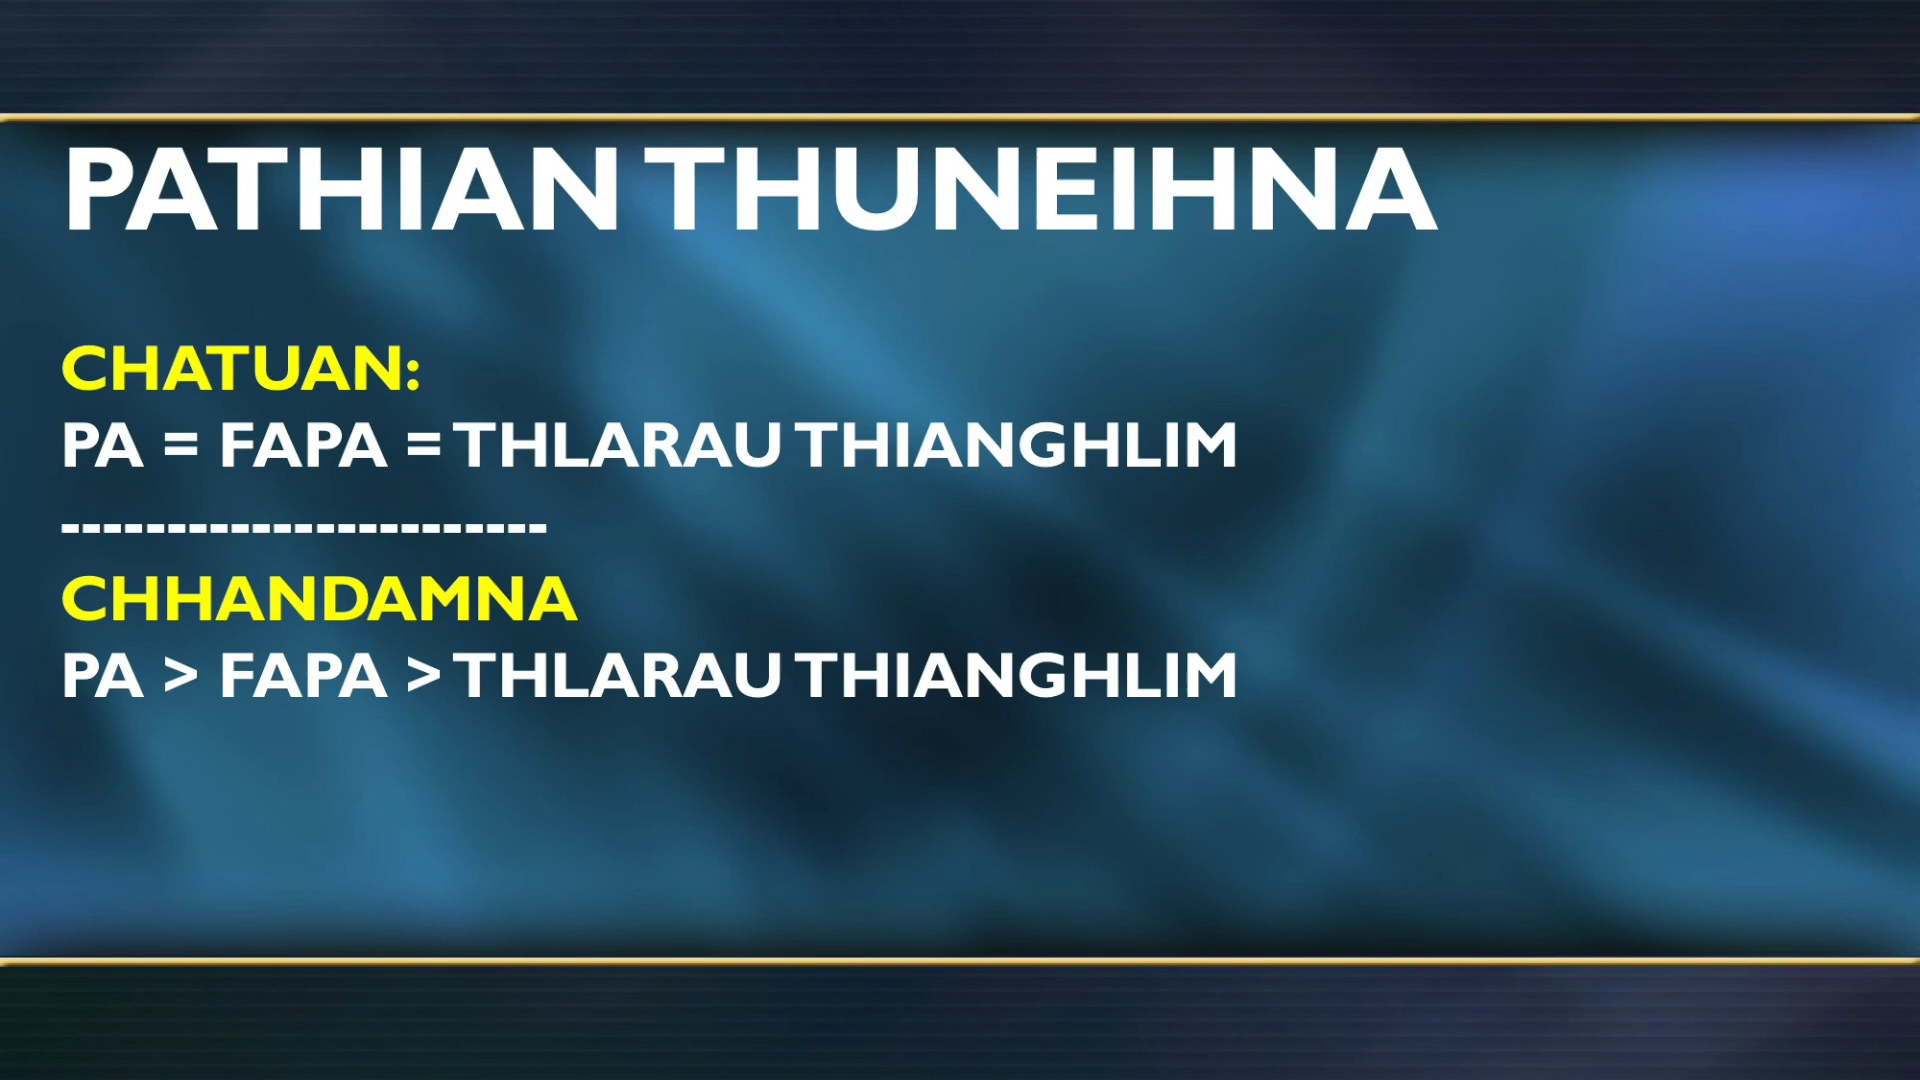 PATHIAN THUNEIHNA
CHATUAN:
PA = FAPA = THLARAU THIANGHLIM
-----------------------
CHHANDAMNA
PA > FAPA > THLARAU THIANGHLIM